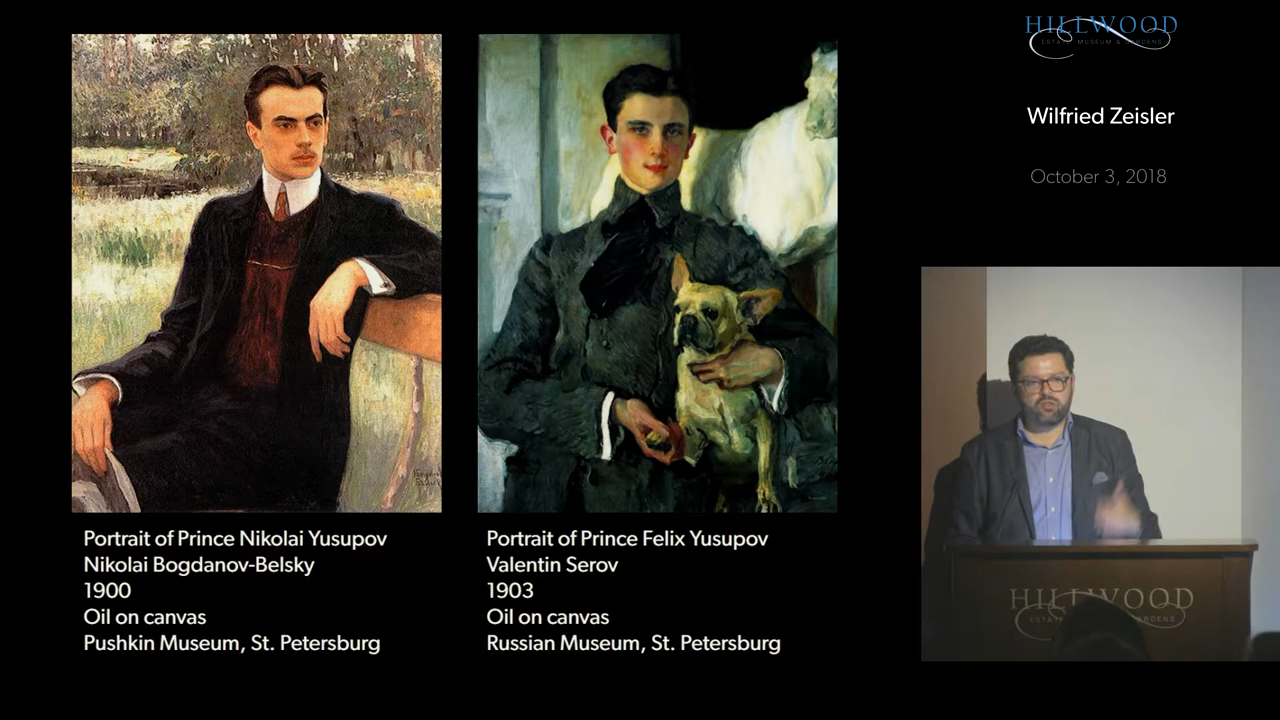 Portrait of Prince Nikolai Yusupov
Nikolai Bogdanov-Belsky
1900
Oil on canvas
Pushkin Museum, St. Petersburg
Portrait of Prince Felix Yusupov
Valentin Serov
1903
Oil on canvas
Russian Museum, St. Petersburg
HILLWOOD
ESTATE, MUSEUM & GARDENS
Wilfried Zeisler
October 3, 2018
HILLWOOD